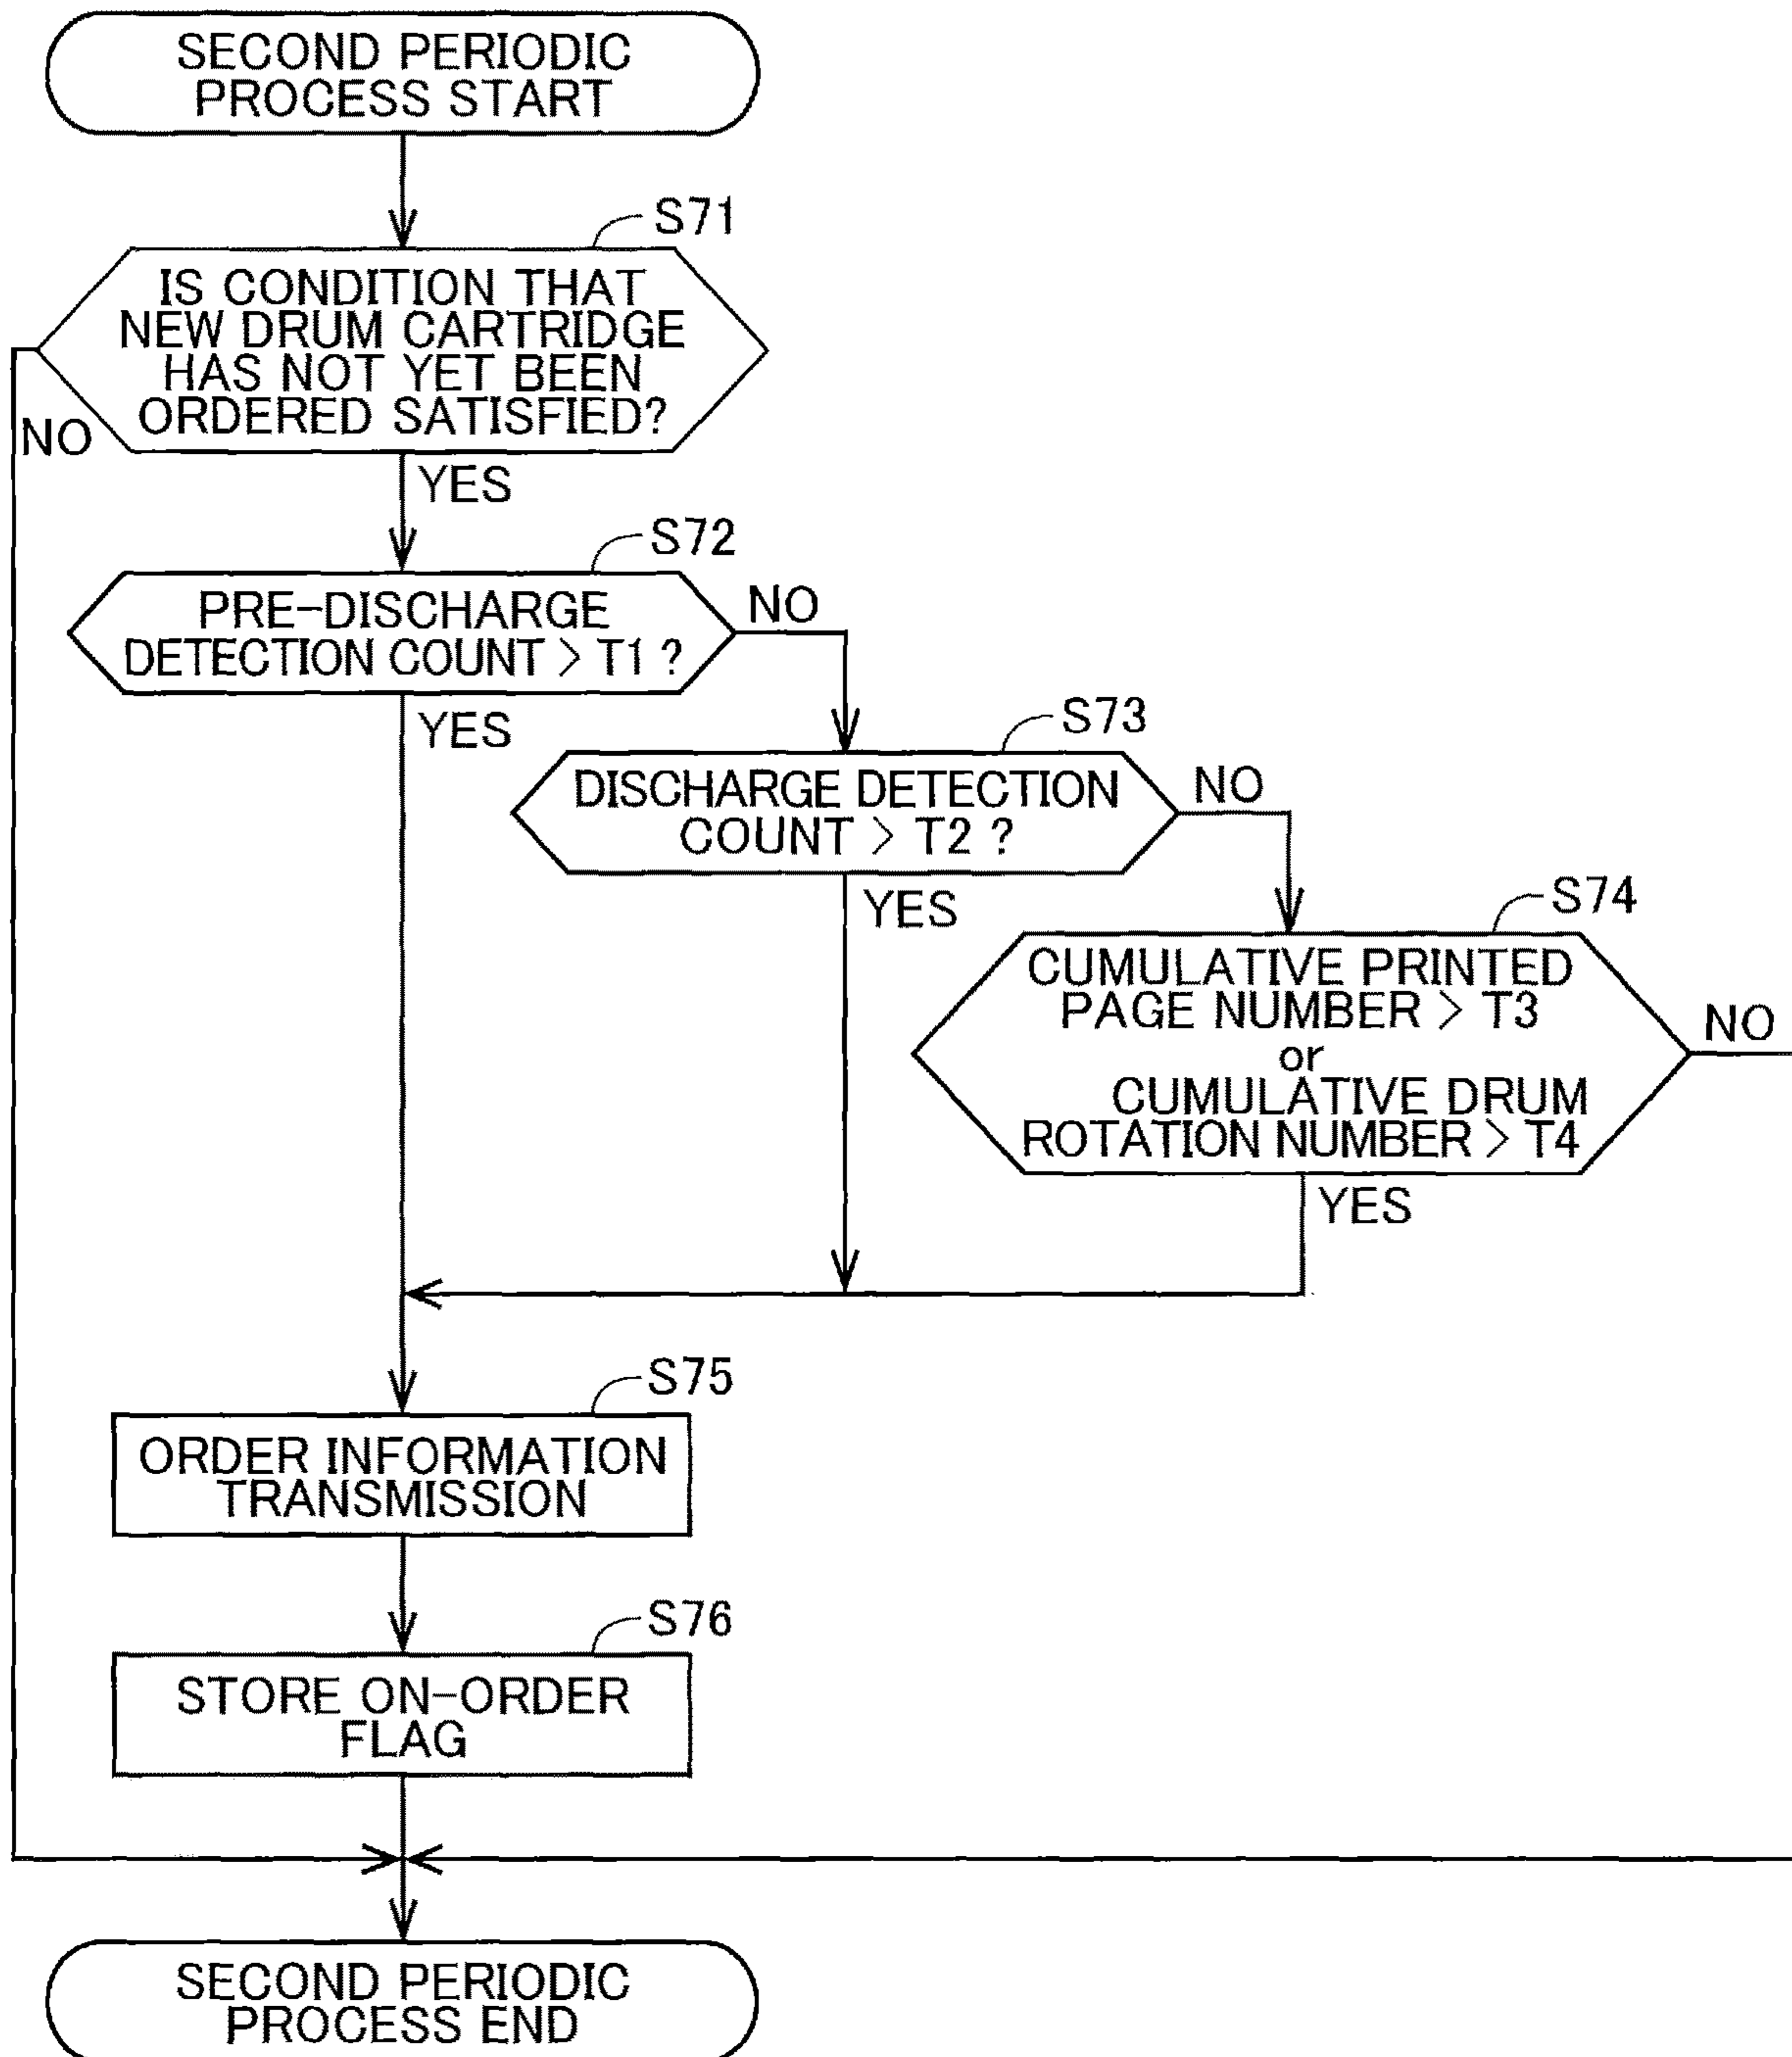 SECOND PERIODIC
PROCESS START
S71
IS CONDITION THAT
NEW DRUM CARTRIDGE
HAS NOT YET BEEN
ORDERED SATISFIED?
NO
YES
S72
PRE-DISCHARGE
DETECTION COUNT > T1 ?
NO
YES
S73
DISCHARGE DETECTION
COUNT > T2 ?
NO
YES
S74
CUMULATIVE PRINTED
PAGE NUMBER > T3
or
CUMULATIVE DRUM
ROTATION NUMBER > T4
NO
YES
S75
ORDER INFORMATION
TRANSMISSION
S76
STORE ON-ORDER
FLAG
SECOND PERIODIC
PROCESS END